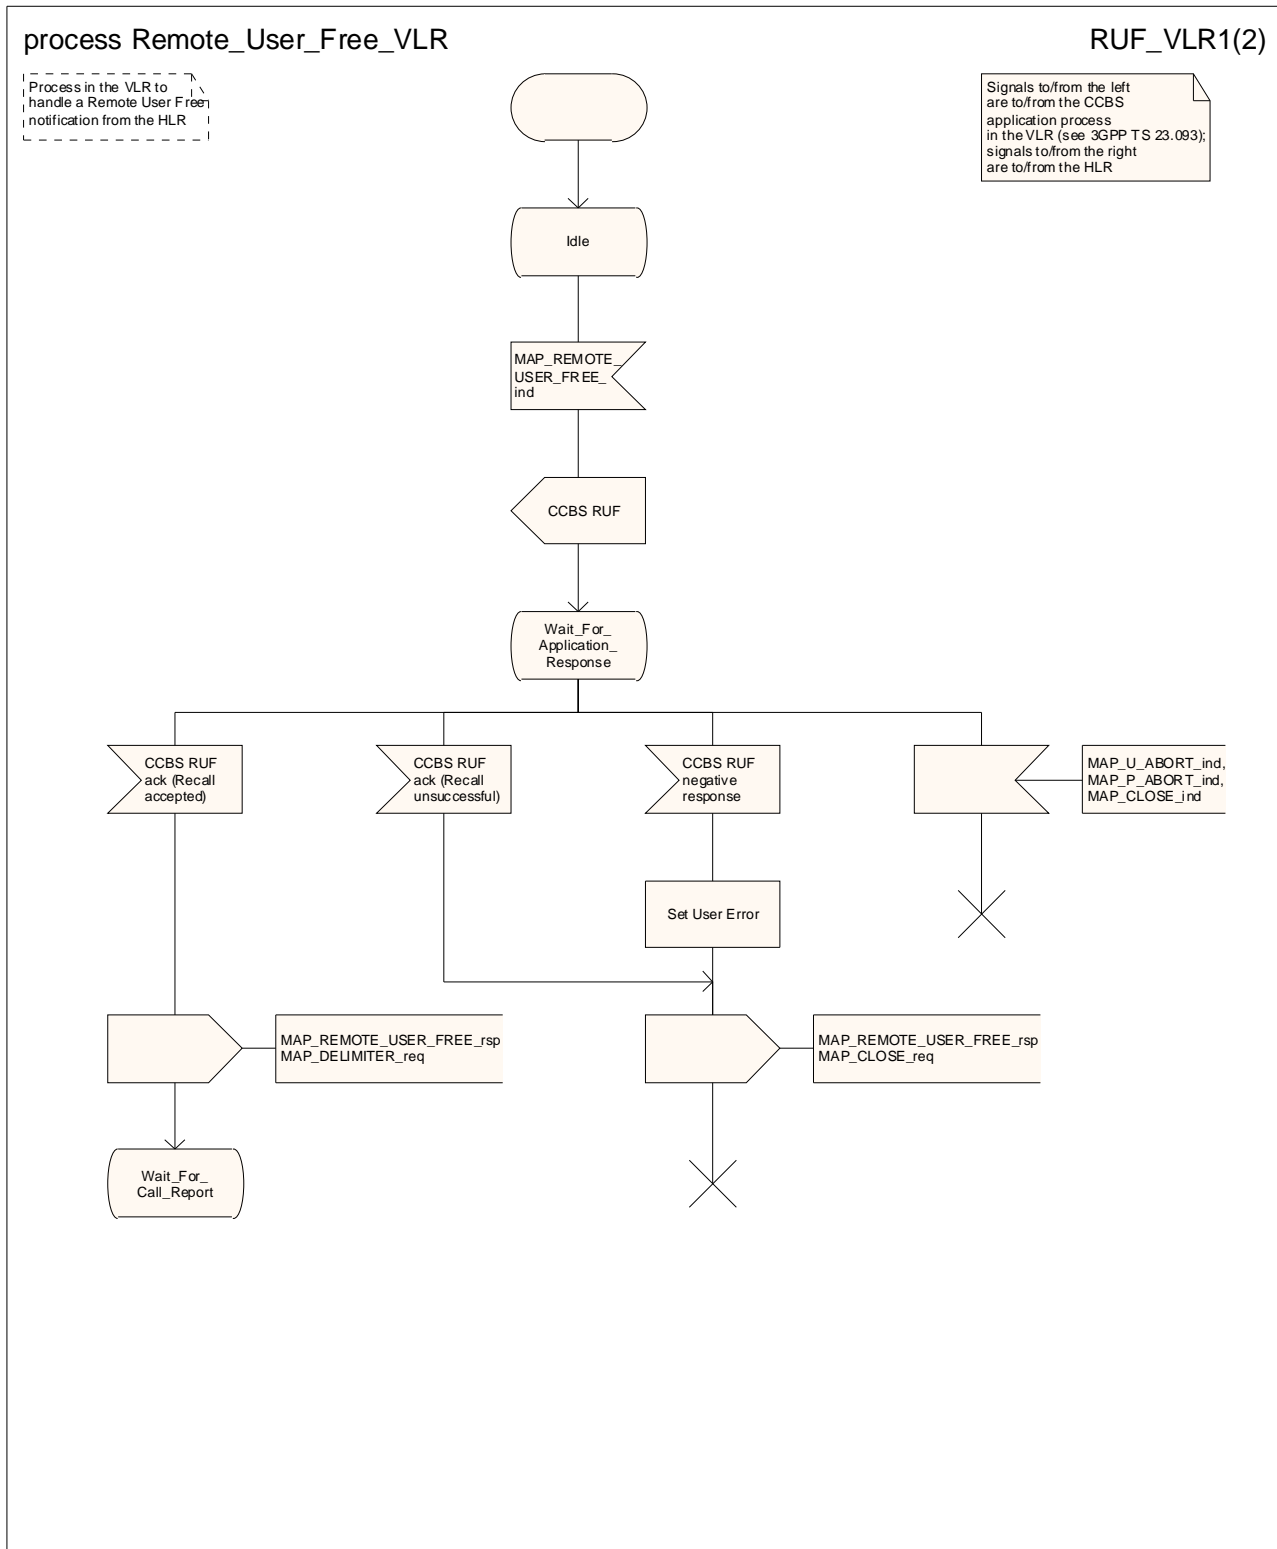 process Remote_User_Free_VLR
RUF_VLR1(2)
Process in the VLR to
handle a Remote User Free
notification from the HLR
Signals to/from the left
are to/from the CCBS
application process
in the VLR (see 3GPP TS 23.093);
signals to/from the right
are to/from the HLR
Idle
MAP_REMOTE_
USER_FREE_
ind
CCBS RUF
Wait_For_
Application_
Response
CCBS RUF
ack (Recall
accepted)
CCBS RUF
ack (Recall
unsuccessful)
CCBS RUF
negative
response
MAP_U_ABORT_ind,
MAP_P_ABORT_ind,
MAP_CLOSE_ind
Set User Error
MAP_REMOTE_USER_FREE_rsp
MAP_DELIMITER_req
MAP_REMOTE_USER_FREE_rsp
MAP_CLOSE_req
Wait_For_
Call_Report